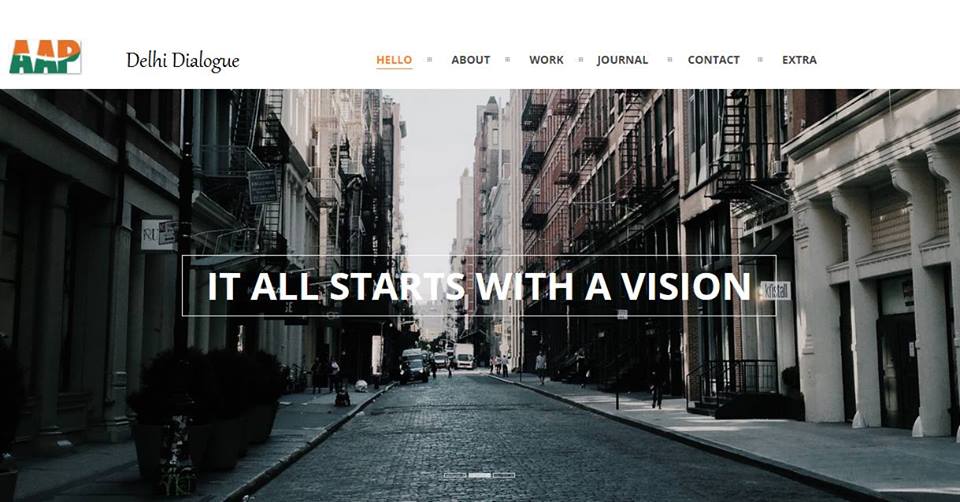 AAP
Delhi Dialogue
HELLO
ABOUT
WORK
JOURNAL
CONTACT
EXTRA
IT ALL STARTS WITH A VISION
kristall